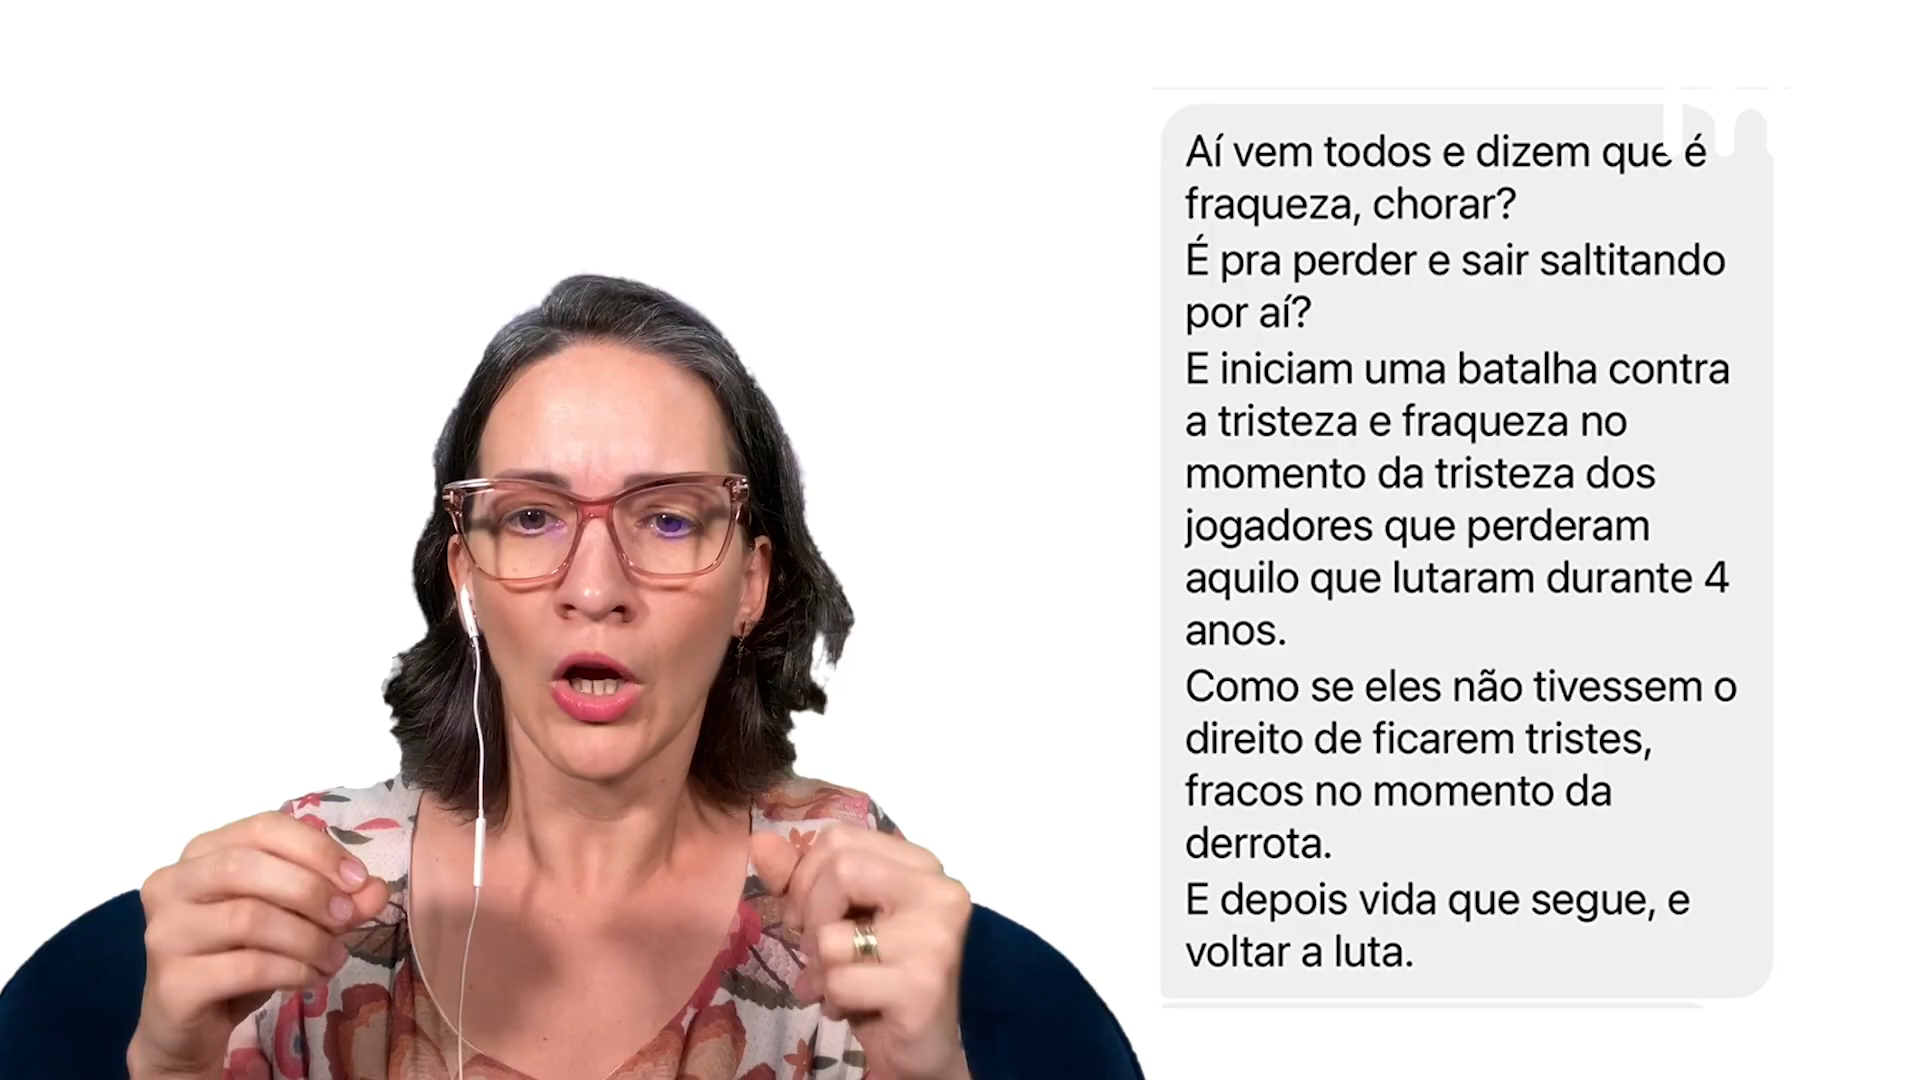 Aí vem todos e dizem que é
fraqueza, chorar?
É pra perder e sair saltitando
por aí?
E iniciam uma batalha contra
a tristeza e fraqueza no
momento da tristeza dos
jogadores que perderam
aquilo que lutaram durante 4
anos.
Como se eles não tivessem o
direito de ficarem tristes,
fracos no momento da
derrota.
E depois vida que segue, e
voltar a luta.